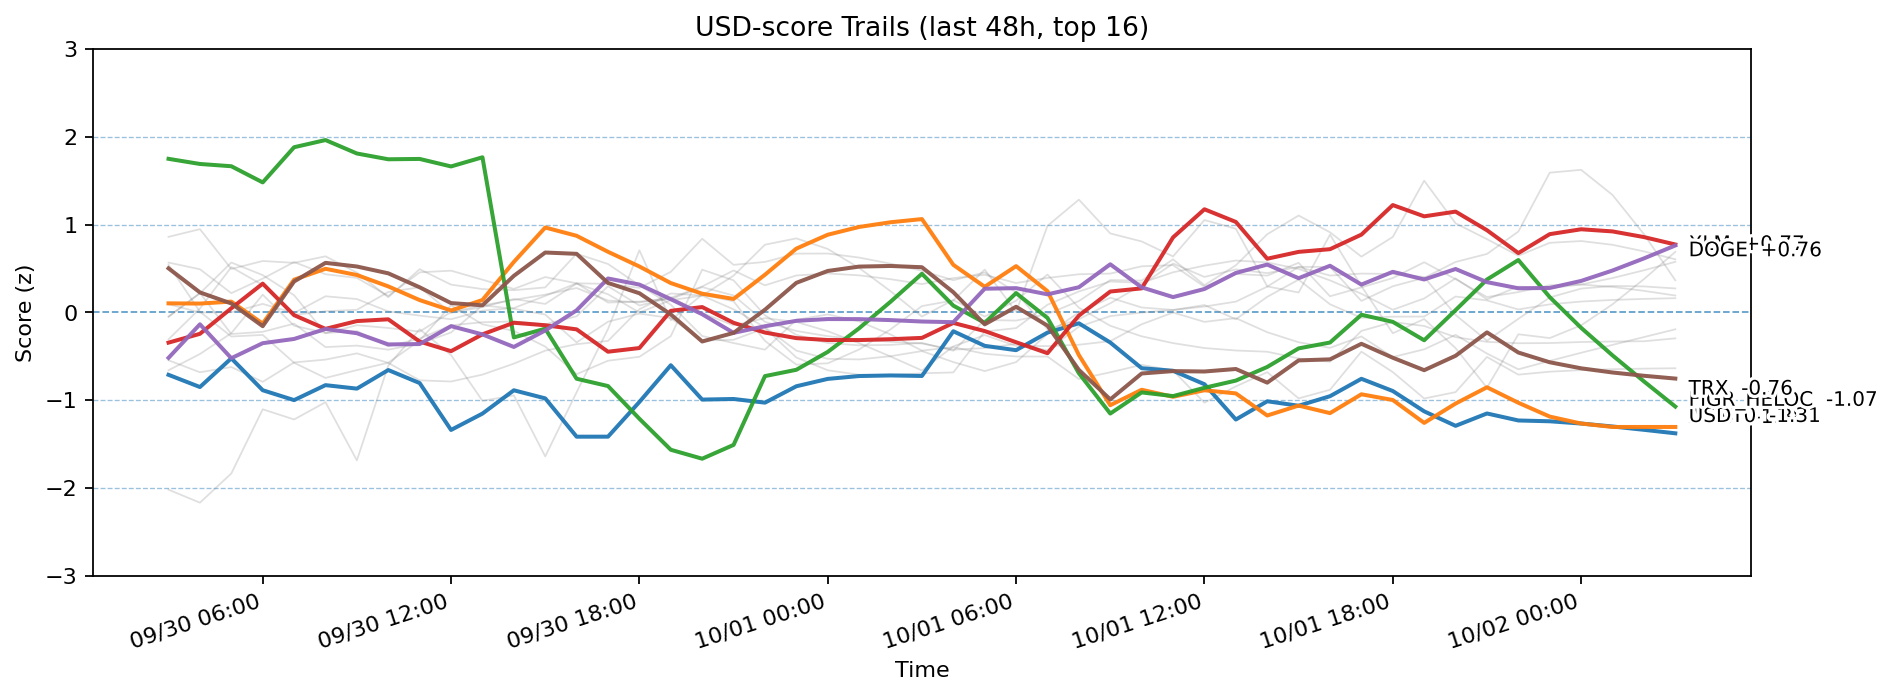 USD-score Trails (last 48h, top 16)
Score (z)
3
2
1
0
−1
−2
−3
DOGE +0.76
TRX -0.76
HELOC -1.07
09/30 06:00
09/30 12:00
09/30 18:00
10/01 00:00
10/01 06:00
10/01 12:00
10/01 18:00
10/02 00:00
Time